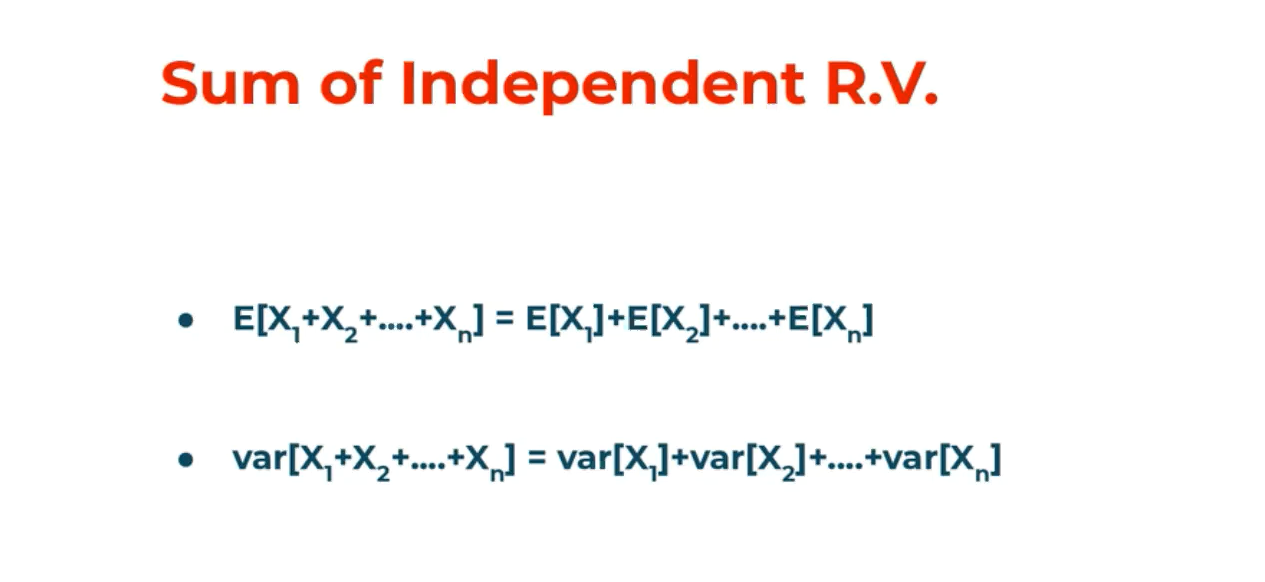 Sum of Independent R.V.
• E[X₁+X₂+....+Xₙ] = E[X₁]+E[X₂]+....+E[Xₙ]
• var[X₁+X₂+....+Xₙ] = var[X₁]+var[X₂]+....+var[Xₙ]